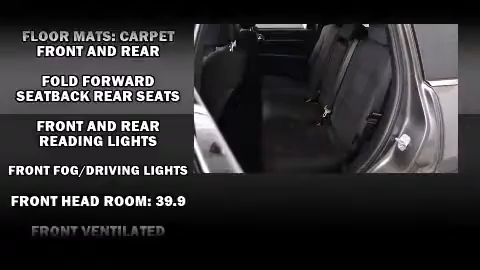 FLOOR MATS: CARPET
FRONT AND REAR
FOLD FORWARD
SEATBACK REAR SEATS
FRONT AND REAR
READING LIGHTS
FRONT FOG/DRIVING LIGHTS
FRONT HEAD ROOM: 39.9
FRONT VENTILATED